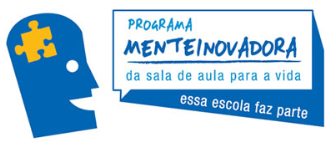 PROGRAMA
MENTEINOVADORA
da sala de aula para a vida
essa escola faz parte